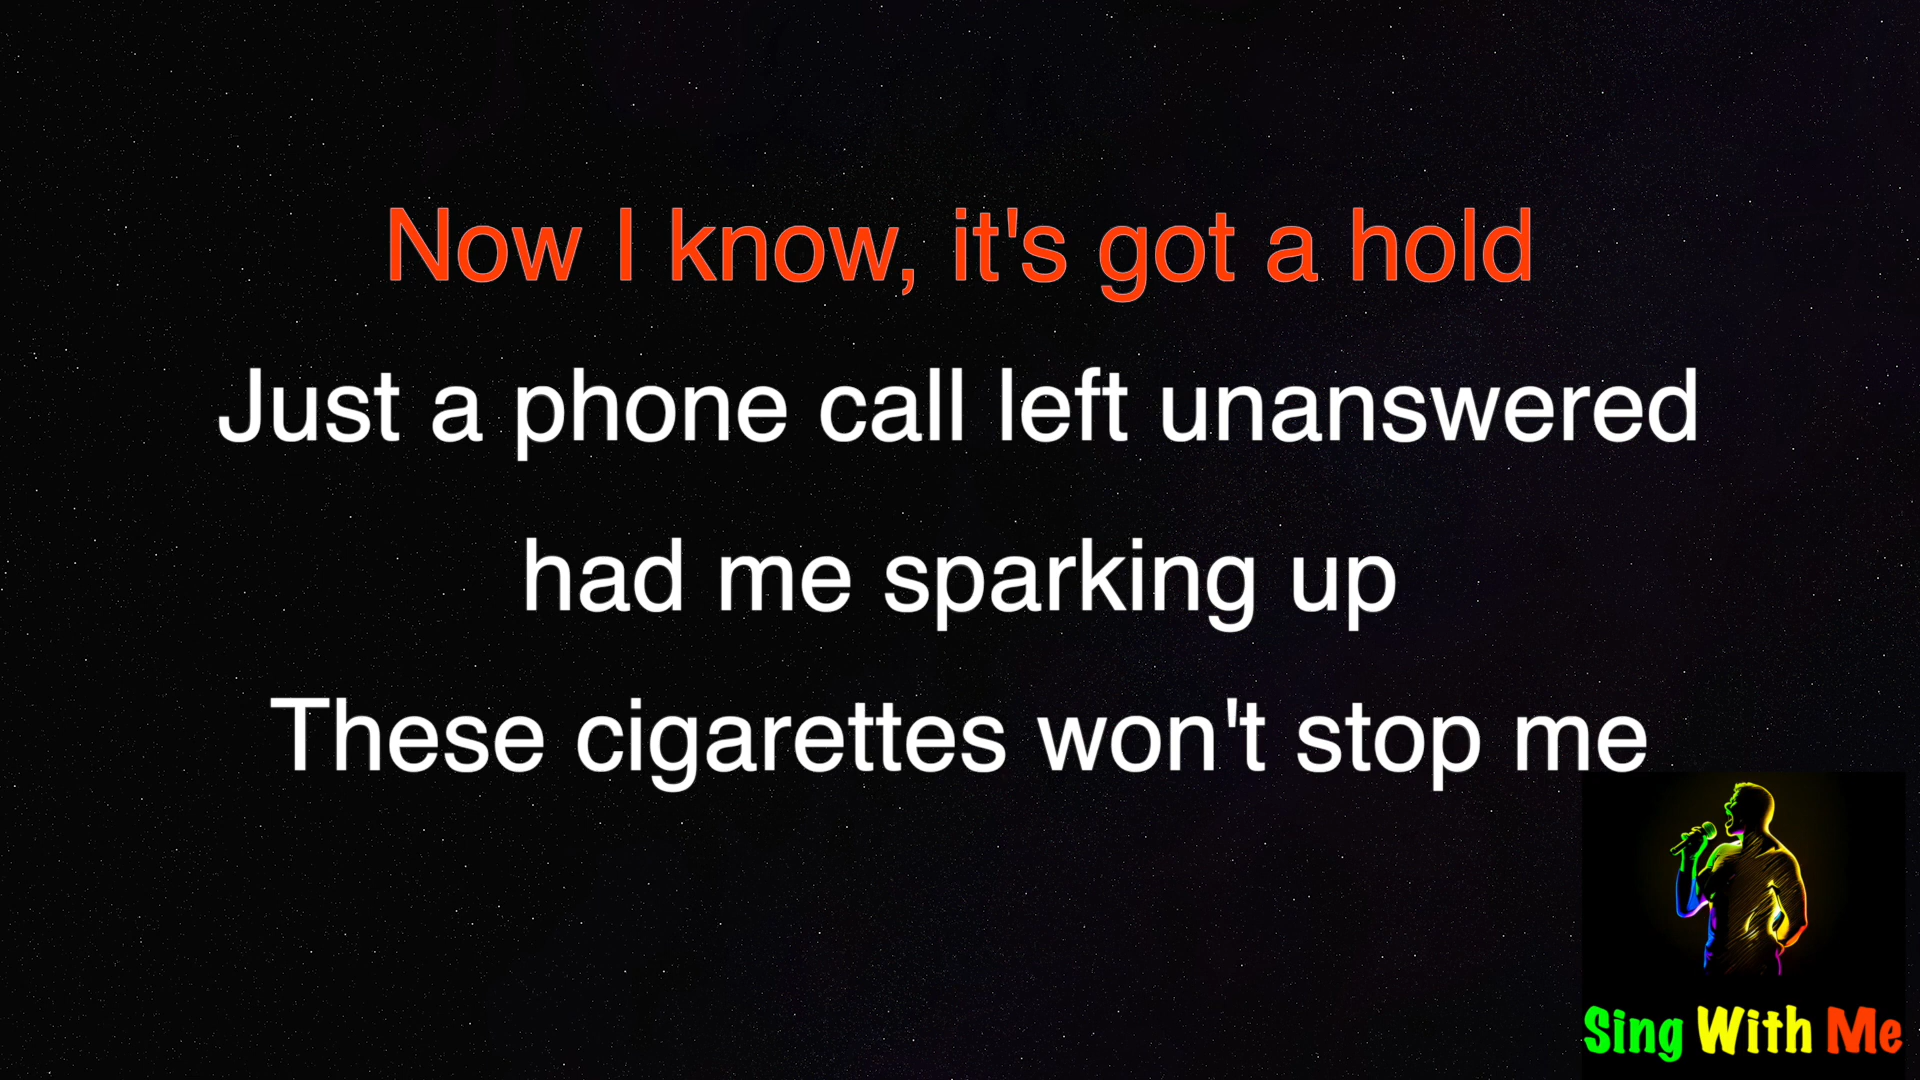 Now I know, it's got a hold
Just a phone call left unanswered
had me sparking up
These cigarettes won't stop me
Sing With Me